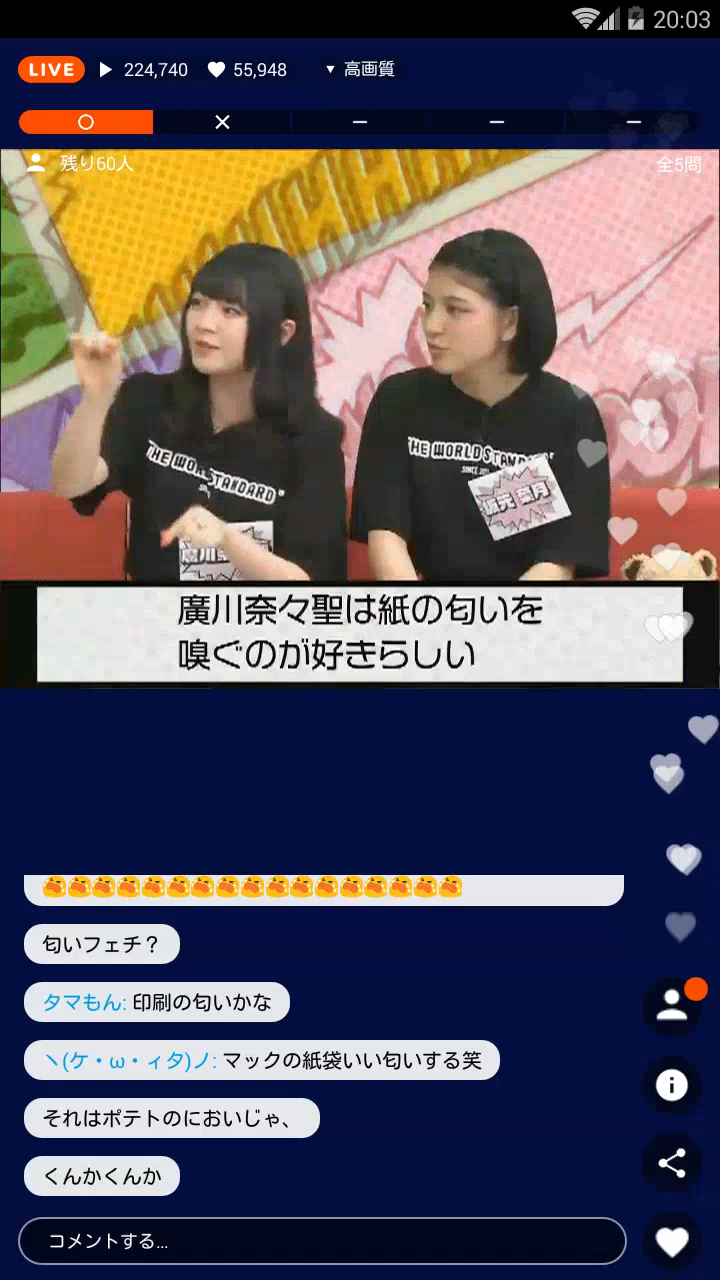 20:03
LIVE 224,740 55,948 ▼ 高画質
○ × － － －
残り60人 全5問
THE WORLD STANDARD
SINCE 201
廣川奈
廣川奈々聖は紙の匂いを
嗅ぐのが好きらしい
匂いフェチ？
タマもん: 印刷の匂いかな
ヽ(ケ・ω・ィタ)ノ: マックの紙袋いい匂いする笑
それはポテトのにおいじゃ、
くんかくんか
コメントする...